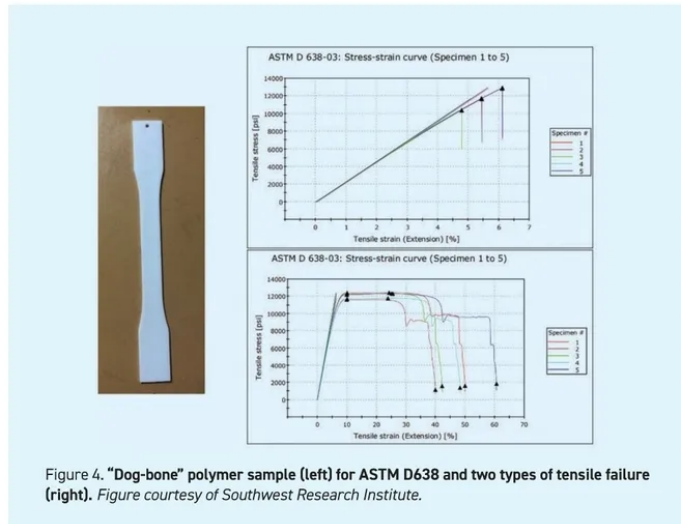 ASTM D 638-03: Stress-strain curve (Specimen 1 to 5)
14000
12000
10000
8000
6000
4000
2000
0
Tensile stress [psi]
0 1 2 3 4 5 6 7
Tensile strain (Extension) [%]
Specimen #
1
2
3
4
5
ASTM D 638-03: Stress-strain curve (Specimen 1 to 5)
14000
12000
10000
8000
6000
4000
2000
0
Tensile stress [psi]
0 10 20 30 40 50 60 70
Tensile strain (Extension) [%]
Specimen #
1
2
3
4
5
Figure 4. “Dog-bone” polymer sample (left) for ASTM D638 and two types of tensile failure
(right). Figure courtesy of Southwest Research Institute.